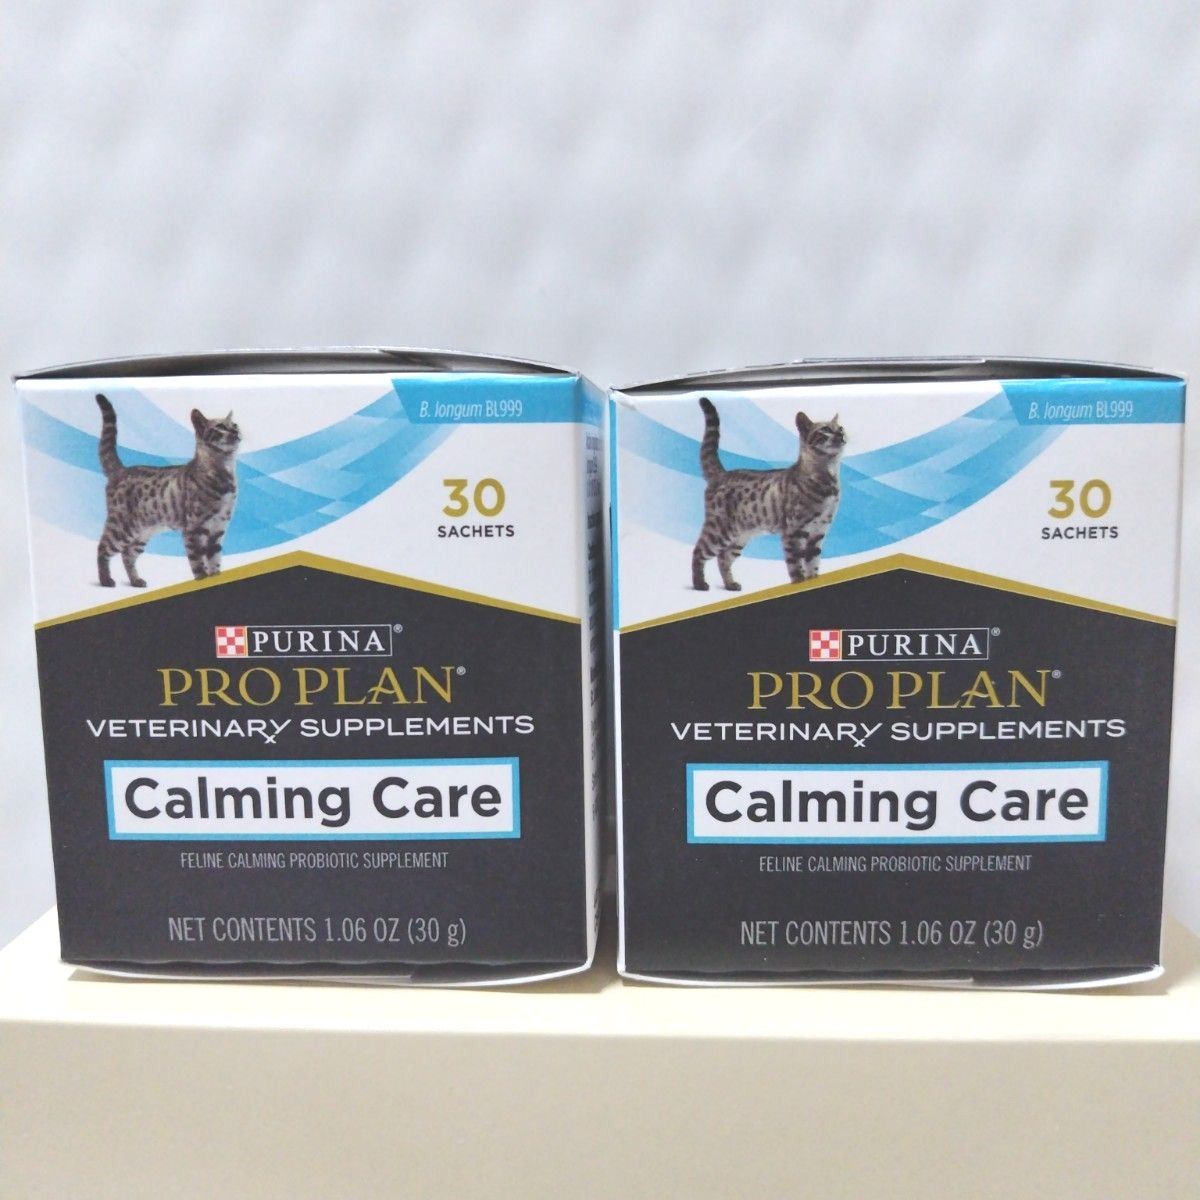 B. longum BL999
30
SACHETS
PURINA®
PRO PLAN®
VETERINARY SUPPLEMENTS
Calming Care
FELINE CALMING PROBIOTIC SUPPLEMENT
NET CONTENTS 1.06 OZ (30 g)
B. longum BL999
30
SACHETS
PURINA®
PRO PLAN®
VETERINARY SUPPLEMENTS
Calming Care
FELINE CALMING PROBIOTIC SUPPLEMENT
NET CONTENTS 1.06 OZ (30 g)